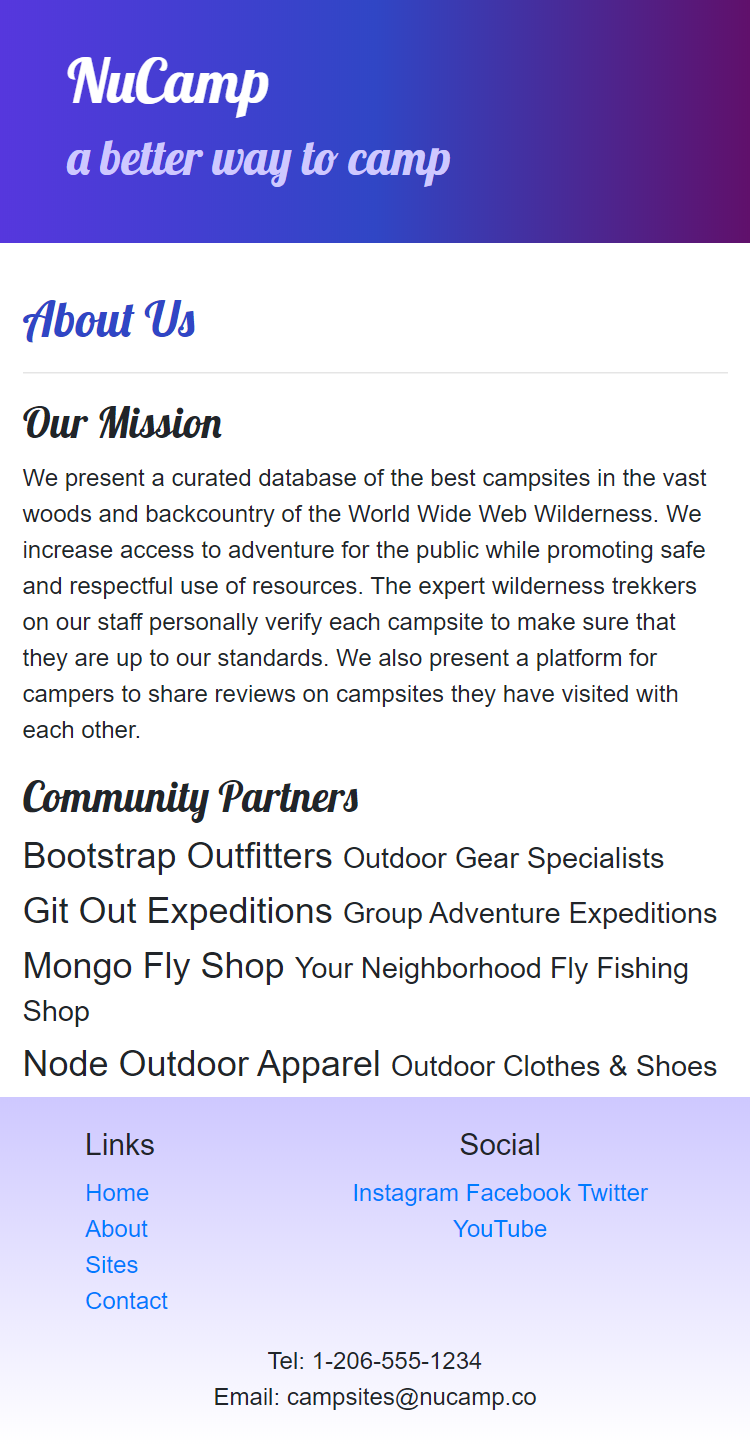 NuCamp
a better way to camp
About Us
Our Mission
We present a curated database of the best campsites in the vast
woods and backcountry of the World Wide Web Wilderness. We
increase access to adventure for the public while promoting safe
and respectful use of resources. The expert wilderness trekkers
on our staff personally verify each campsite to make sure that
they are up to our standards. We also present a platform for
campers to share reviews on campsites they have visited with
each other.
Community Partners
Bootstrap Outfitters Outdoor Gear Specialists
Git Out Expeditions Group Adventure Expeditions
Mongo Fly Shop Your Neighborhood Fly Fishing
Shop
Node Outdoor Apparel Outdoor Clothes & Shoes
Links
Home
About
Sites
Contact
Social
Instagram Facebook Twitter
YouTube
Tel: 1-206-555-1234
Email: campsites@nucamp.co